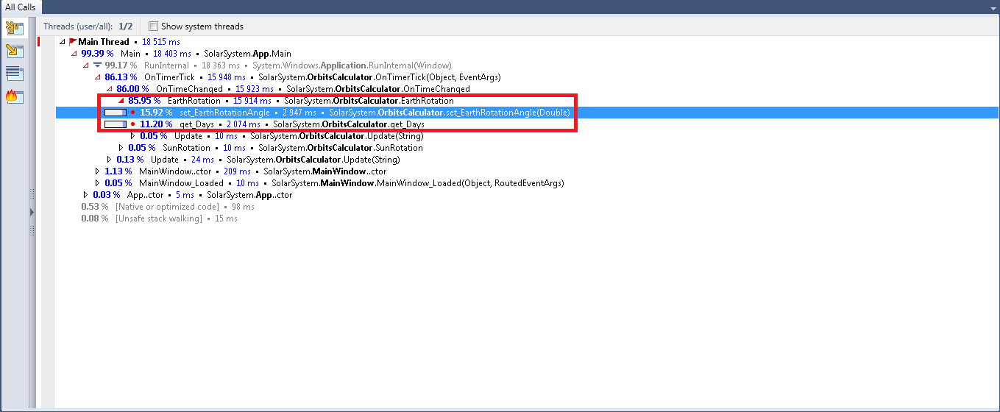 All Calls
Threads (user/all): 1/2 Show system threads
Main Thread • 18 515 ms
99.39 % Main • 18 403 ms • SolarSystem.App.Main
99.17 % RunInternal • 18 363 ms • System.Windows.Application.RunInternal(Window)
86.13 % OnTimerTick • 15 948 ms • SolarSystem.OrbitsCalculator.OnTimerTick(Object, EventArgs)
86.00 % OnTimeChanged • 15 923 ms • SolarSystem.OrbitsCalculator.OnTimeChanged
85.95 % EarthRotation • 15 914 ms • SolarSystem.OrbitsCalculator.EarthRotation
15.92 % set_EarthRotationAngle • 2 947 ms • SolarSystem.OrbitsCalculator.set_EarthRotationAngle(Double)
11.20 % get_Days • 2 074 ms • SolarSystem.OrbitsCalculator.get_Days
0.05 % Update • 10 ms • SolarSystem.OrbitsCalculator.Update(String)
0.05 % SunRotation • 10 ms • SolarSystem.OrbitsCalculator.SunRotation
0.13 % Update • 24 ms • SolarSystem.OrbitsCalculator.Update(String)
1.13 % MainWindow..ctor • 209 ms • SolarSystem.MainWindow..ctor
0.05 % MainWindow_Loaded • 10 ms • SolarSystem.MainWindow.MainWindow_Loaded(Object, RoutedEventArgs)
0.03 % App..ctor • 5 ms • SolarSystem.App..ctor
0.53 % [Native or optimized code] • 98 ms
0.08 % [Unsafe stack walking] • 15 ms